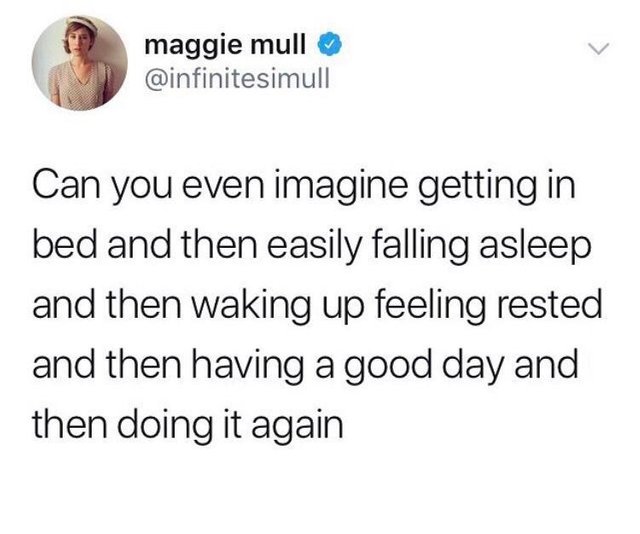 maggie mull
@infinitesimull
Can you even imagine getting in
bed and then easily falling asleep
and then waking up feeling rested
and then having a good day and
then doing it again